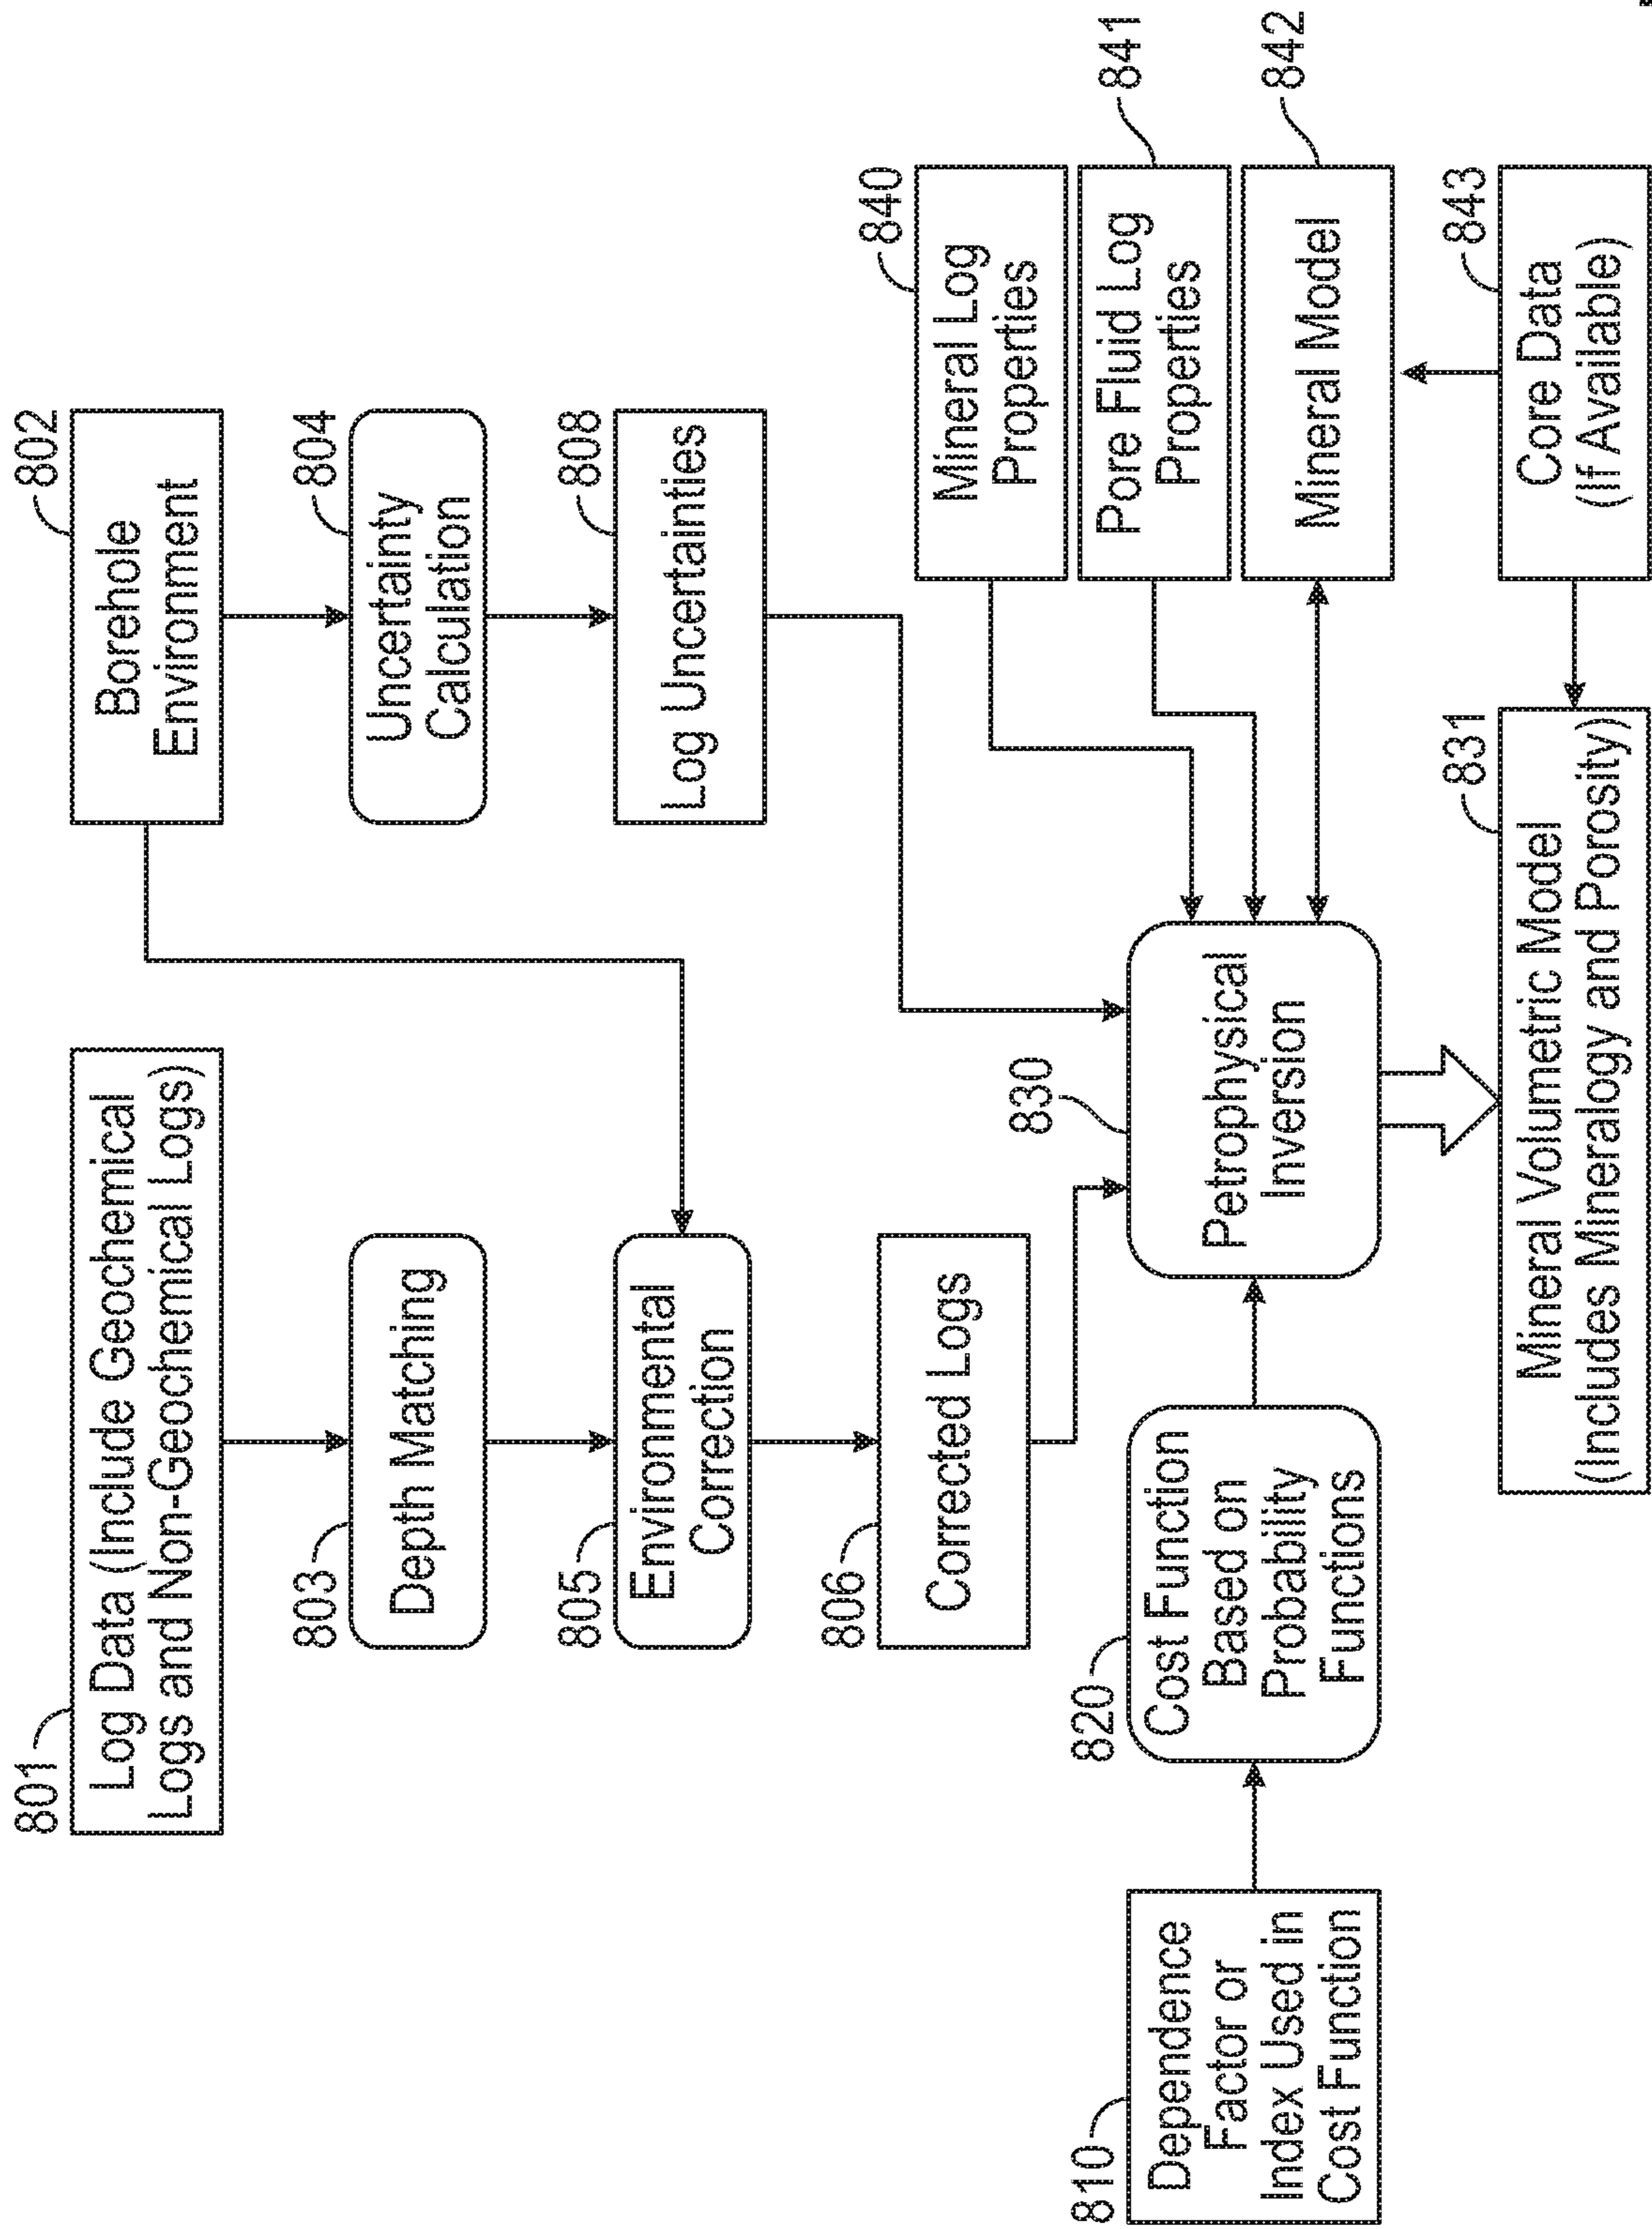 801
Log Data (Include Geochemical
Logs and Non-Geochemical Logs)
802
Borehole
Environment
803
Depth Matching
804
Uncertainty
Calculation
805
Environmental
Correction
808
Log Uncertainties
806
Corrected Logs
840
Mineral Log
Properties
810
Dependence
Factor or
Index Used in
Cost Function
820
Cost Function
Based on
Probability
Functions
830
Petrophysical
Inversion
841
Pore Fluid Log
Properties
842
Mineral Model
831
Mineral Volumetric Model
(Includes Mineralogy and Porosity)
843
Core Data
(If Available)